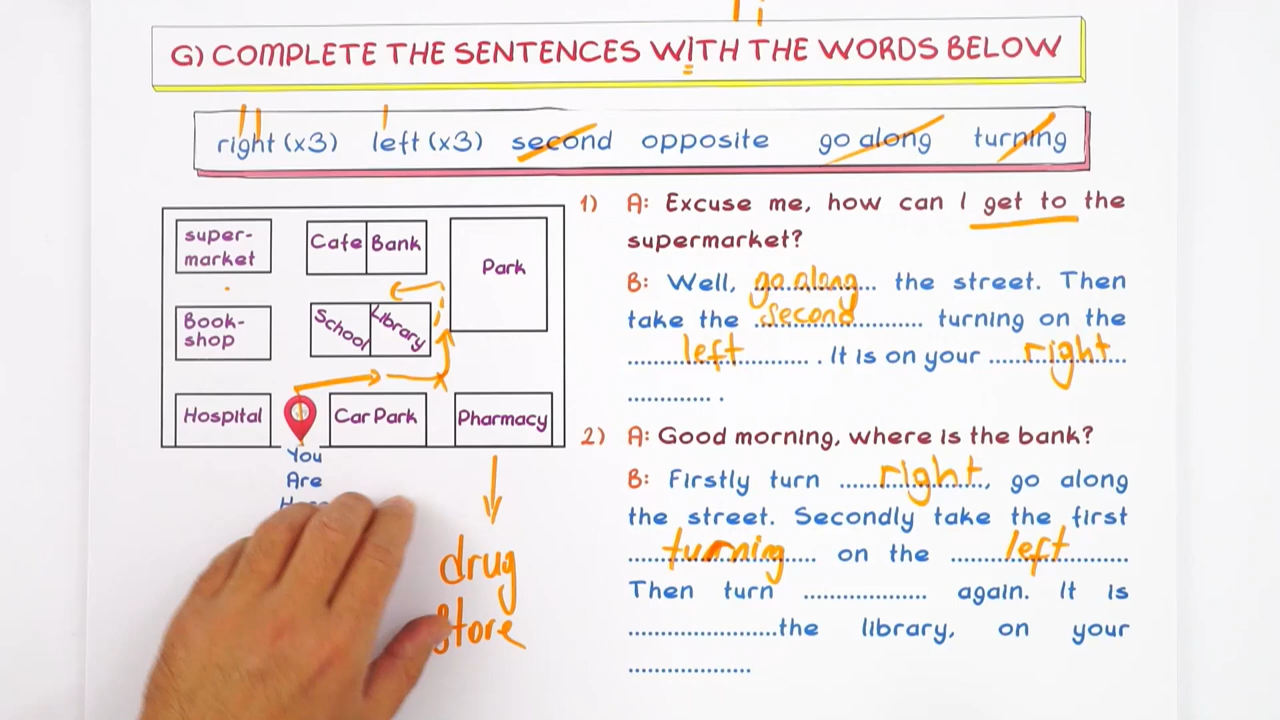 G) COMPLETE THE SENTENCES WITH THE WORDS BELOW
right (x3) left (x3) second opposite go along turning
super-
market
Cafe Bank
Park
Book-
shop
School Library
Hospital
Car Park
Pharmacy
You
Are
drug
store
1) A: Excuse me, how can I get to the
supermarket?
B: Well, go along the street. Then
take the second turning on the
left . It is on your right
.
2) A: Good morning, where is the bank?
B: Firstly turn right, go along
the street. Secondly take the first
turning on the left
Then turn ................... again. It is
......................the library, on your
..................